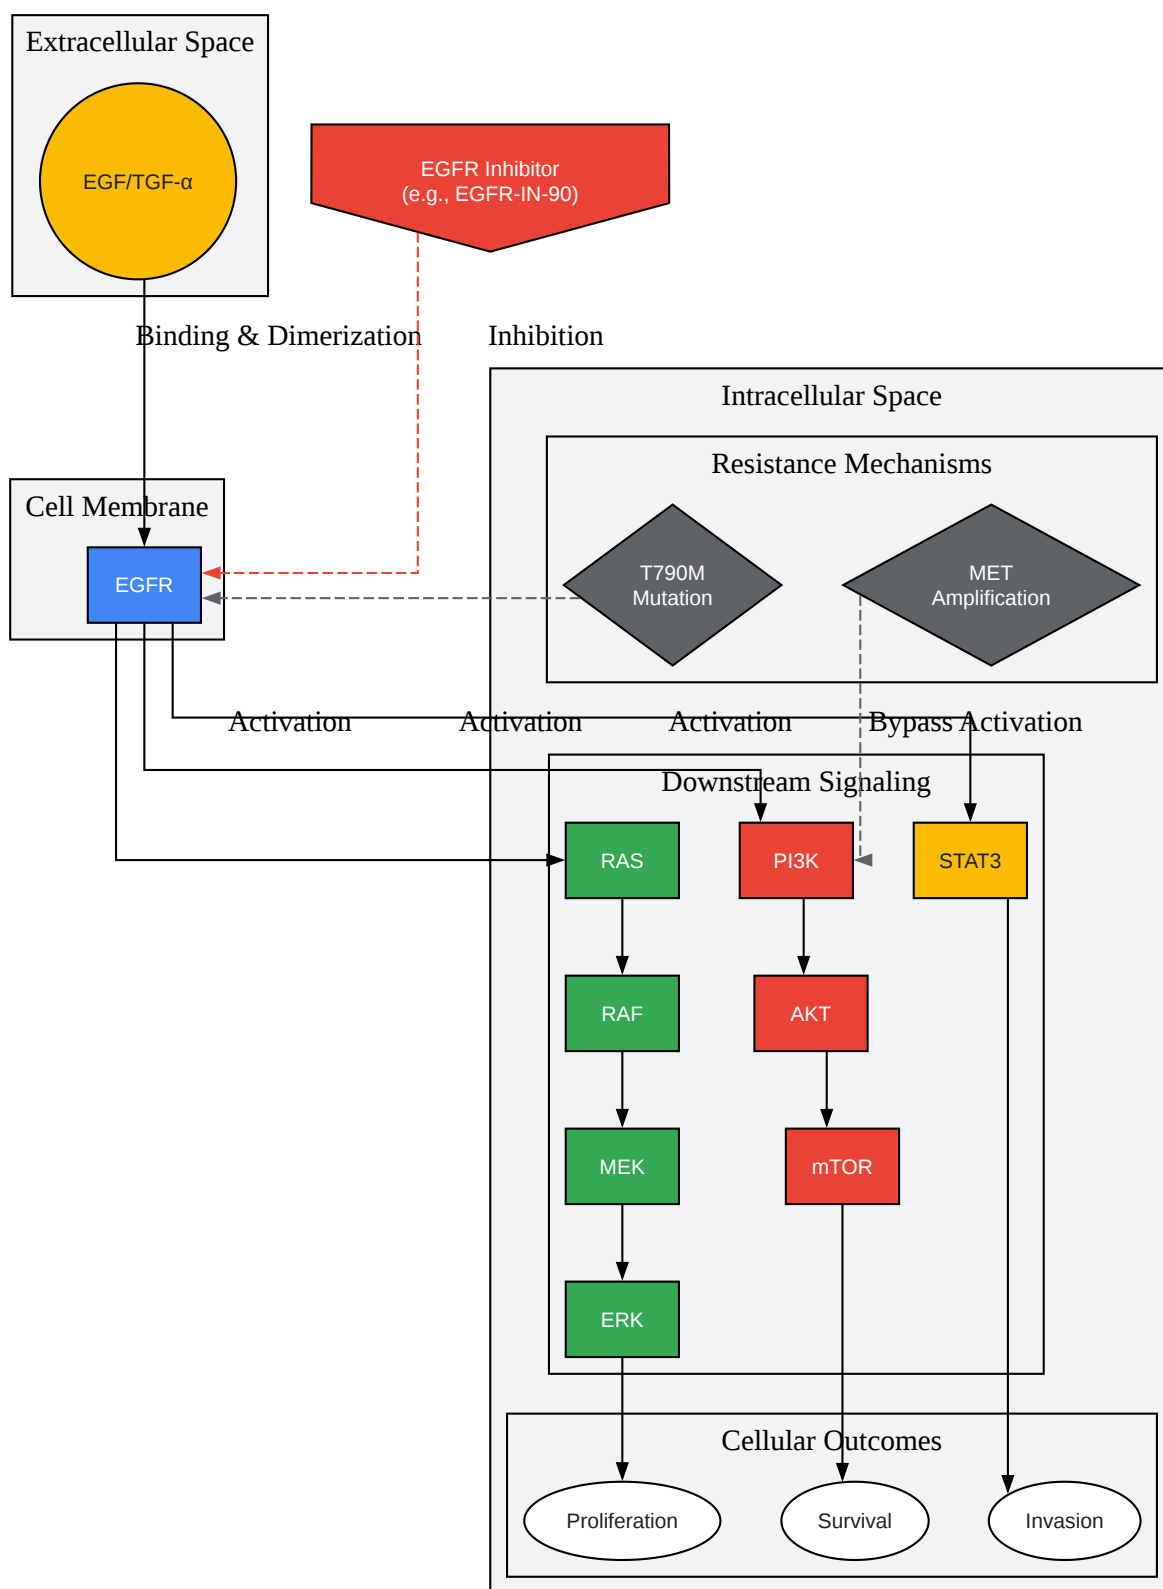 Extracellular Space
EGF/TGF-α
EGFR Inhibitor
(e.g., EGFR-IN-90)
Binding & Dimerization
Inhibition
Intracellular Space
Resistance Mechanisms
Cell Membrane
EGFR
T790M
Mutation
MET
Amplification
Activation
Activation
Activation
Bypass Activation
Downstream Signaling
RAS
PI3K
STAT3
RAF
AKT
MEK
mTOR
ERK
Cellular Outcomes
Proliferation
Survival
Invasion